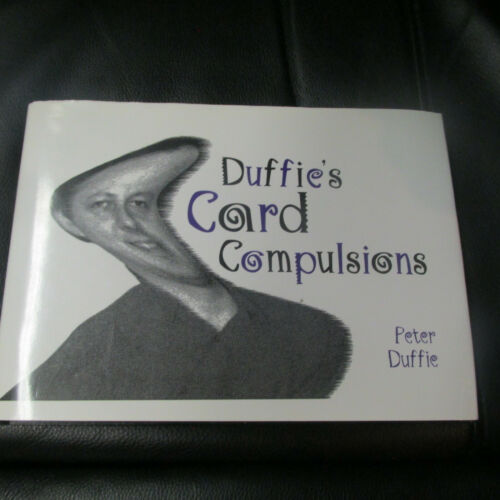 Duffie's
Card
Compulsions
Peter
Duffie